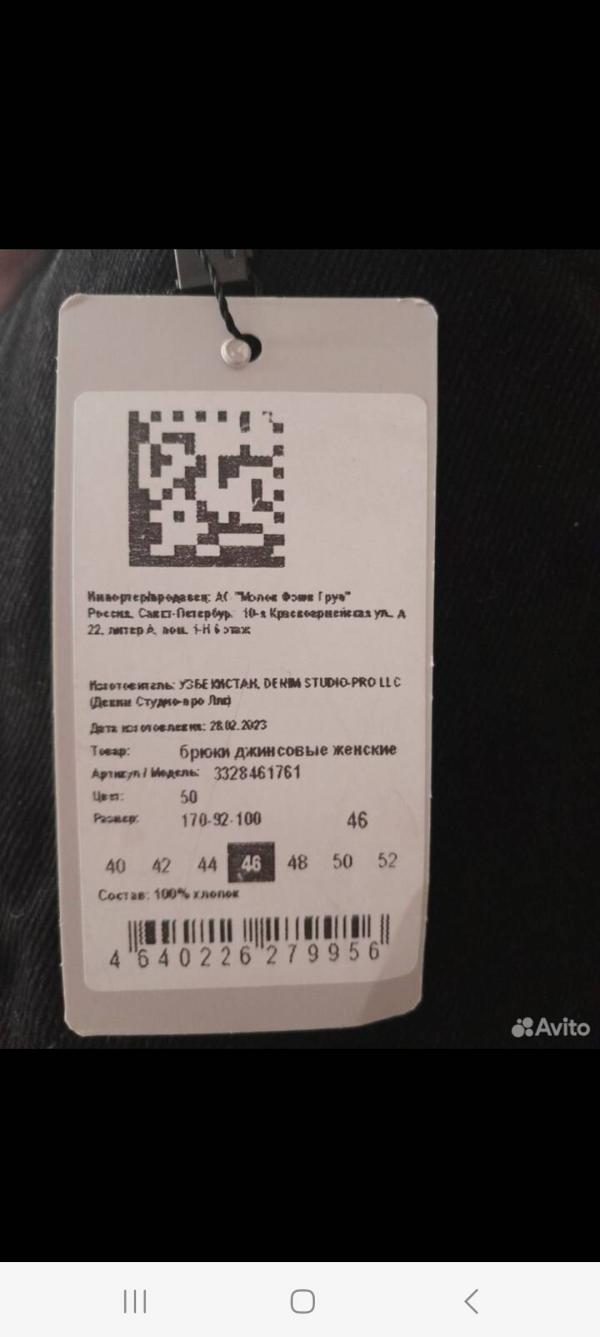 Импортер/продавец: АО "Мэлон Фэшн Груп"
Россия, Санкт-Петербург, 10-я Красноармейская ул., д
22, литер А, пом. 1-Н 6 этаж
Изготовитель: УЗБЕКИСТАН, DENIM STUDIO-PRO LLC
(Деним Студио-про Ллс)
Дата изготовления: 28.02.2023
Товар: брюки джинсовые женские
Артикул / Модель: 3328461761
Цвет: 50
Размер: 170-92-100 46
40 42 44 46 48 50 52
Состав: 100% хлопок
4 640226 279956
Avito